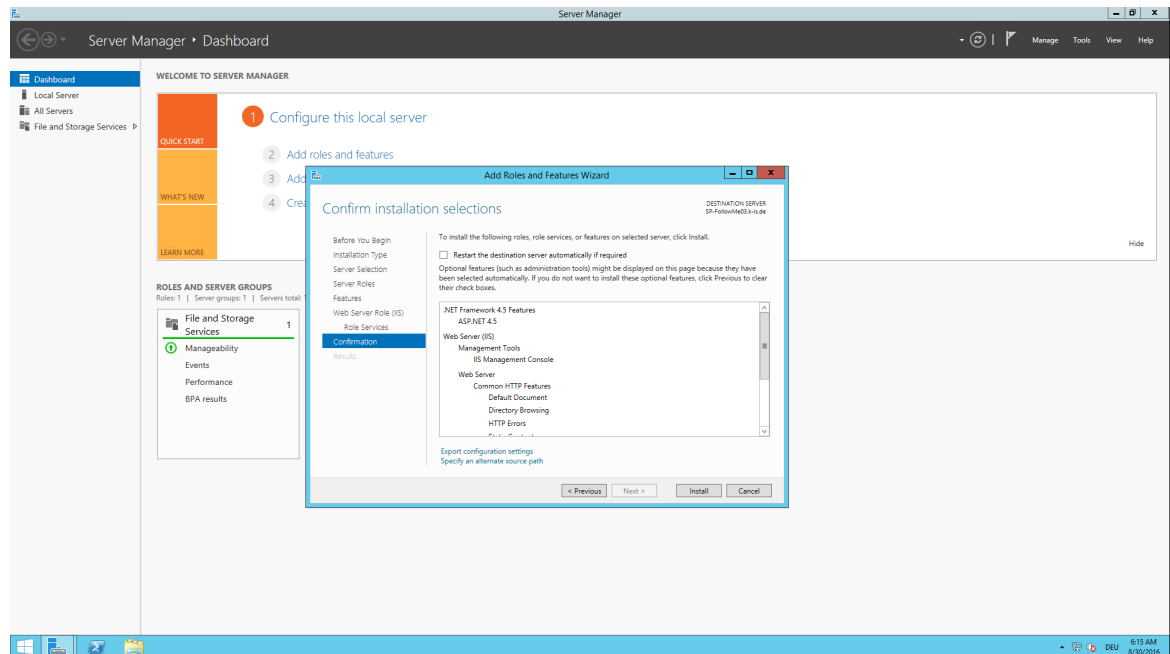 Server Manager
Server Manager • Dashboard
Manage Tools View Help
Dashboard
Local Server
All Servers
File and Storage Services
WELCOME TO SERVER MANAGER
QUICK START
WHAT'S NEW
LEARN MORE
1 Configure this local server
2 Add roles and features
3 Add
4 Crea
Hide
ROLES AND SERVER GROUPS
Roles: 1 | Server groups: 1 | Servers total: 1
File and Storage
Services
1
Manageability
Events
Performance
BPA results
Add Roles and Features Wizard
Confirm installation selections
DESTINATION SERVER
SP-FollowMe03.k-is.de
Before You Begin
Installation Type
Server Selection
Server Roles
Features
Web Server Role (IIS)
Role Services
Confirmation
Results
To install the following roles, role services, or features on selected server, click Install.
Restart the destination server automatically if required
Optional features (such as administration tools) might be displayed on this page because they have
been selected automatically. If you do not want to install these optional features, click Previous to clear
their check boxes.
.NET Framework 4.5 Features
ASP.NET 4.5
Web Server (IIS)
Management Tools
IIS Management Console
Web Server
Common HTTP Features
Default Document
Directory Browsing
HTTP Errors
Export configuration settings
Specify an alternate source path
< Previous
Next >
Install
Cancel
DEU
6:15 AM
8/30/2016